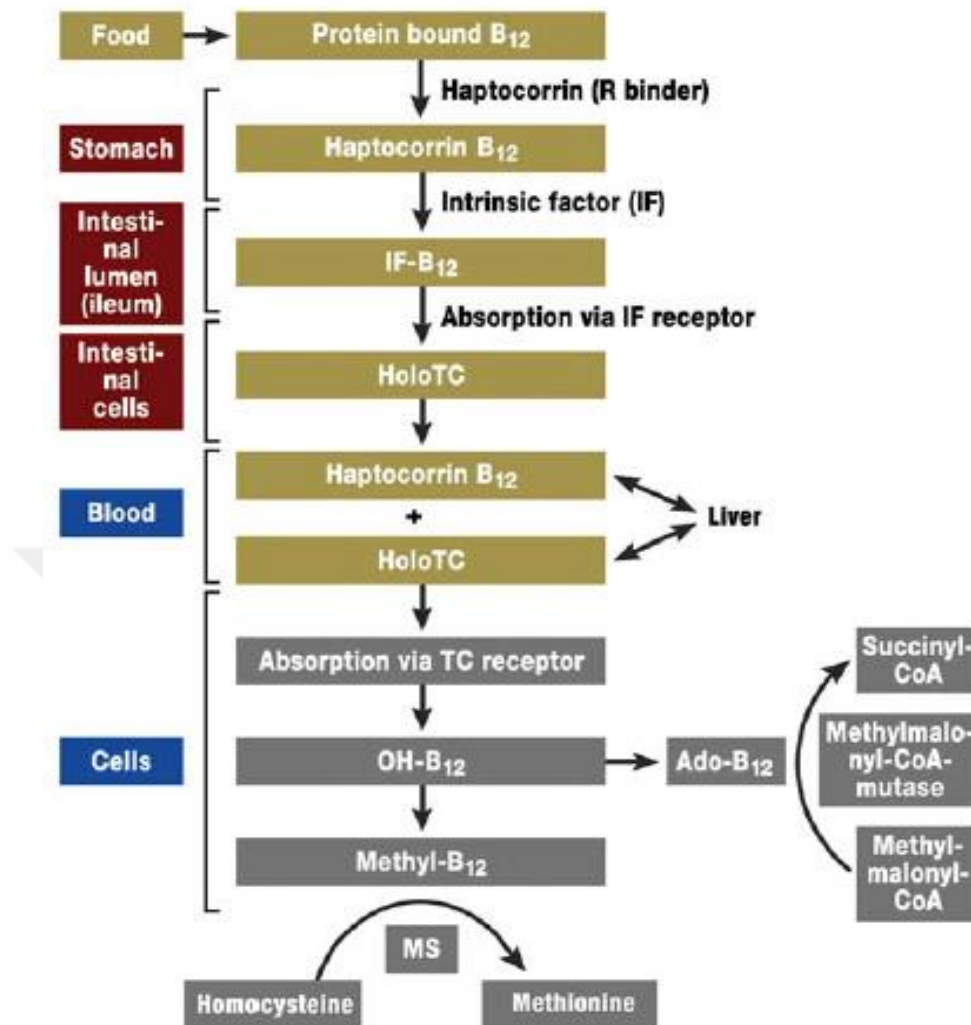 Food
Protein bound B₁₂
Haptocorrin (R binder)
Stomach
Haptocorrin B₁₂
Intrinsic factor (IF)
Intesti-
nal
lumen
(ileum)
IF-B₁₂
Absorption via IF receptor
Intesti-
nal
cells
HoloTC
Blood
Haptocorrin B₁₂
+
HoloTC
Liver
Cells
Absorption via TC receptor
OH-B₁₂
Ado-B₁₂
Succinyl-
CoA
Methylmalo-
nyl-CoA-
mutase
Methyl-
malonyl-
CoA
Methyl-B₁₂
MS
Homocysteine
Methionine